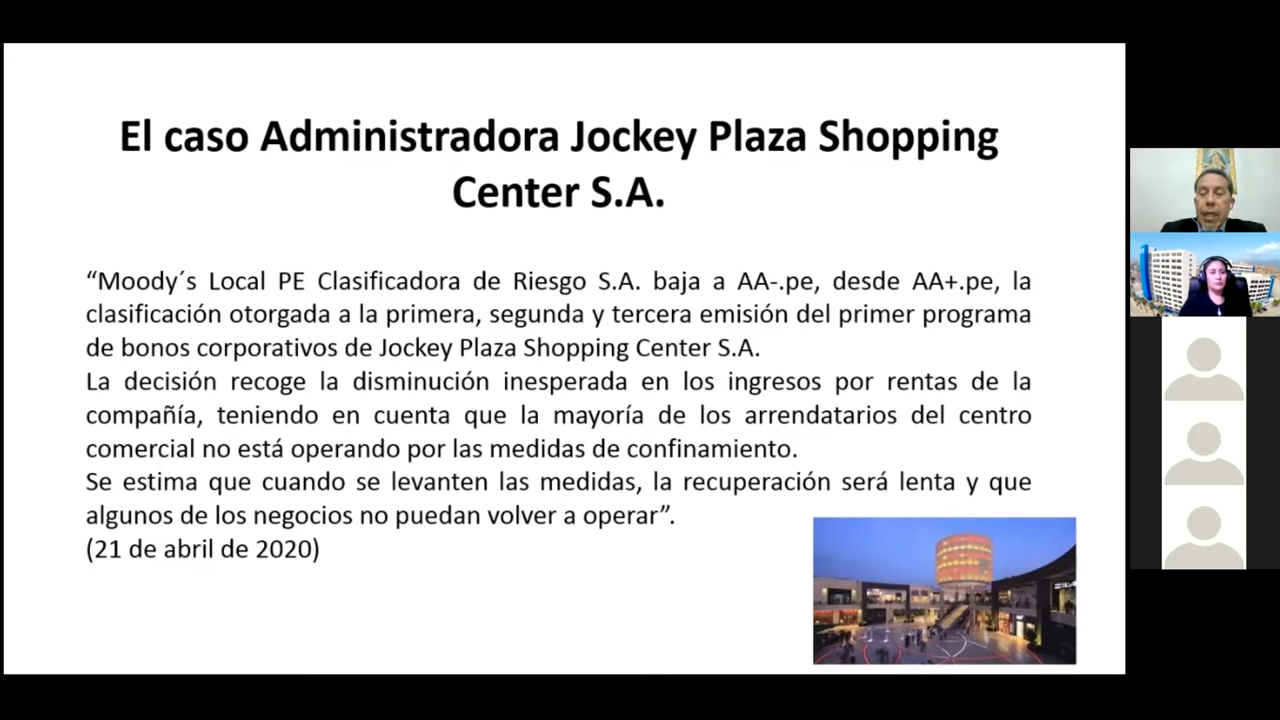 El caso Administradora Jockey Plaza Shopping
Center S.A.
“Moody´s Local PE Clasificadora de Riesgo S.A. baja a AA-.pe, desde AA+.pe, la
clasificación otorgada a la primera, segunda y tercera emisión del primer programa
de bonos corporativos de Jockey Plaza Shopping Center S.A.
La decisión recoge la disminución inesperada en los ingresos por rentas de la
compañía, teniendo en cuenta que la mayoría de los arrendatarios del centro
comercial no está operando por las medidas de confinamiento.
Se estima que cuando se levanten las medidas, la recuperación será lenta y que
algunos de los negocios no puedan volver a operar”.
(21 de abril de 2020)